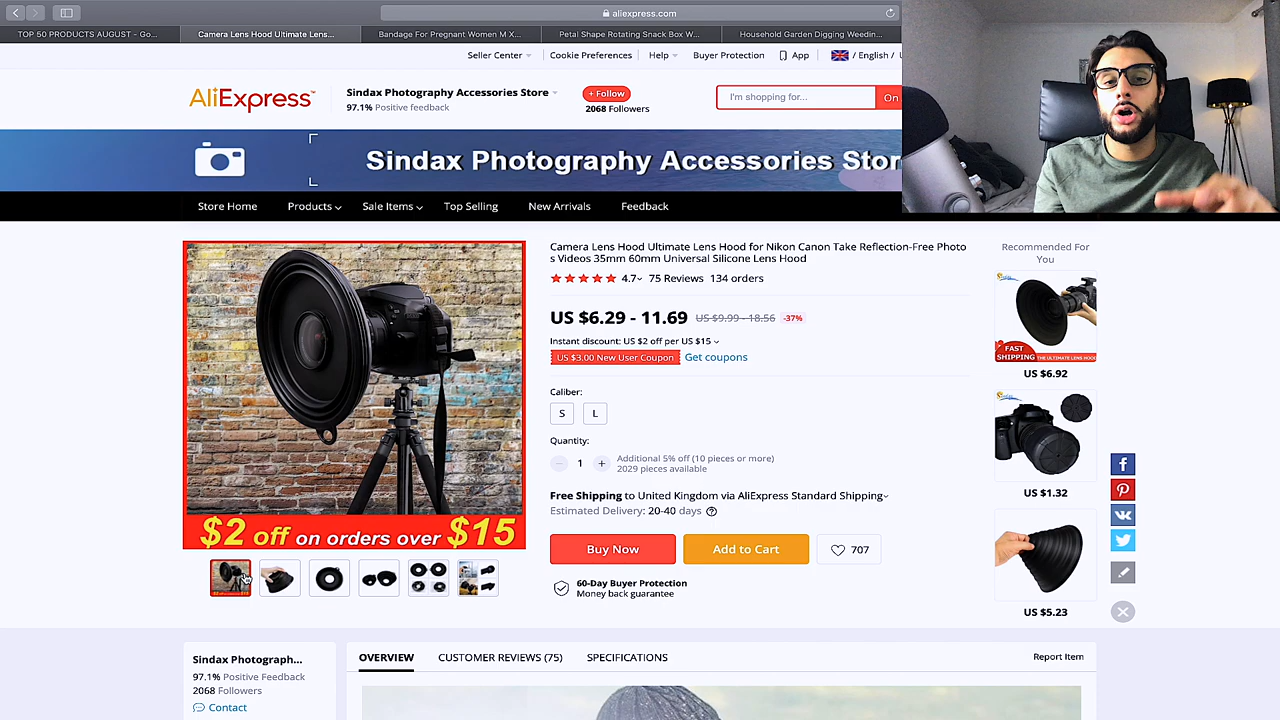 aliexpress.com
TOP 50 PRODUCTS AUGUST - Go...
Camera Lens Hood Ultimate Lens...
Bandage For Pregnant Women M X...
Petal Shape Rotating Snack Box W...
Household Garden Digging Weedin...
Seller Center
Cookie Preferences
Help
Buyer Protection
App
/ English /
AliExpress
Sindax Photography Accessories Store
97.1% Positive feedback
+ Follow
2068 Followers
I'm shopping for...
On
Sindax Photography Accessories Stor
Store Home
Products
Sale Items
Top Selling
New Arrivals
Feedback
Camera Lens Hood Ultimate Lens Hood for Nikon Canon Take Reflection-Free Photo
s Videos 35mm 60mm Universal Silicone Lens Hood
4.7
75 Reviews
134 orders
US $6.29 - 11.69
US $9.99 - 18.56
-37%
Instant discount: US $2 off per US $15
US $3.00 New User Coupon
Get coupons
Caliber:
S
L
Quantity:
1
Additional 5% off (10 pieces or more)
2029 pieces available
Free Shipping to United Kingdom via AliExpress Standard Shipping
Estimated Delivery: 20-40 days
Buy Now
Add to Cart
707
60-Day Buyer Protection
Money back guarantee
$2 off on orders over $15
Recommended For
You
FAST
SHIPPING
THE ULTIMATE LENS HOOD
US $6.92
US $1.32
US $5.23
Sindax Photograph...
97.1% Positive Feedback
2068 Followers
Contact
OVERVIEW
CUSTOMER REVIEWS (75)
SPECIFICATIONS
Report Item